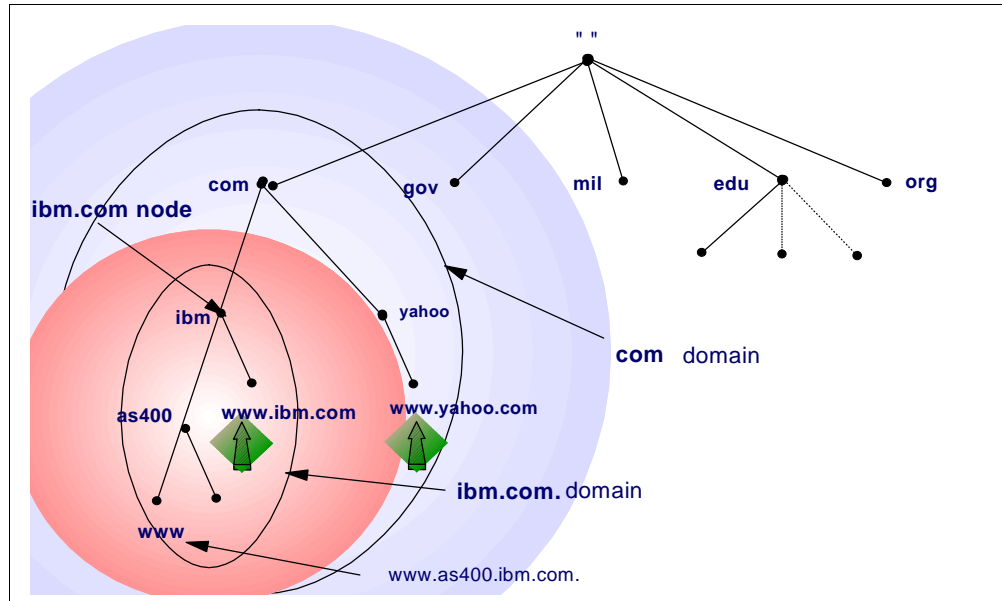 " "
com
gov
mil
edu
org
ibm.com node
ibm
yahoo
com domain
as400
www.ibm.com
www.yahoo.com
ibm.com. domain
www
www.as400.ibm.com.